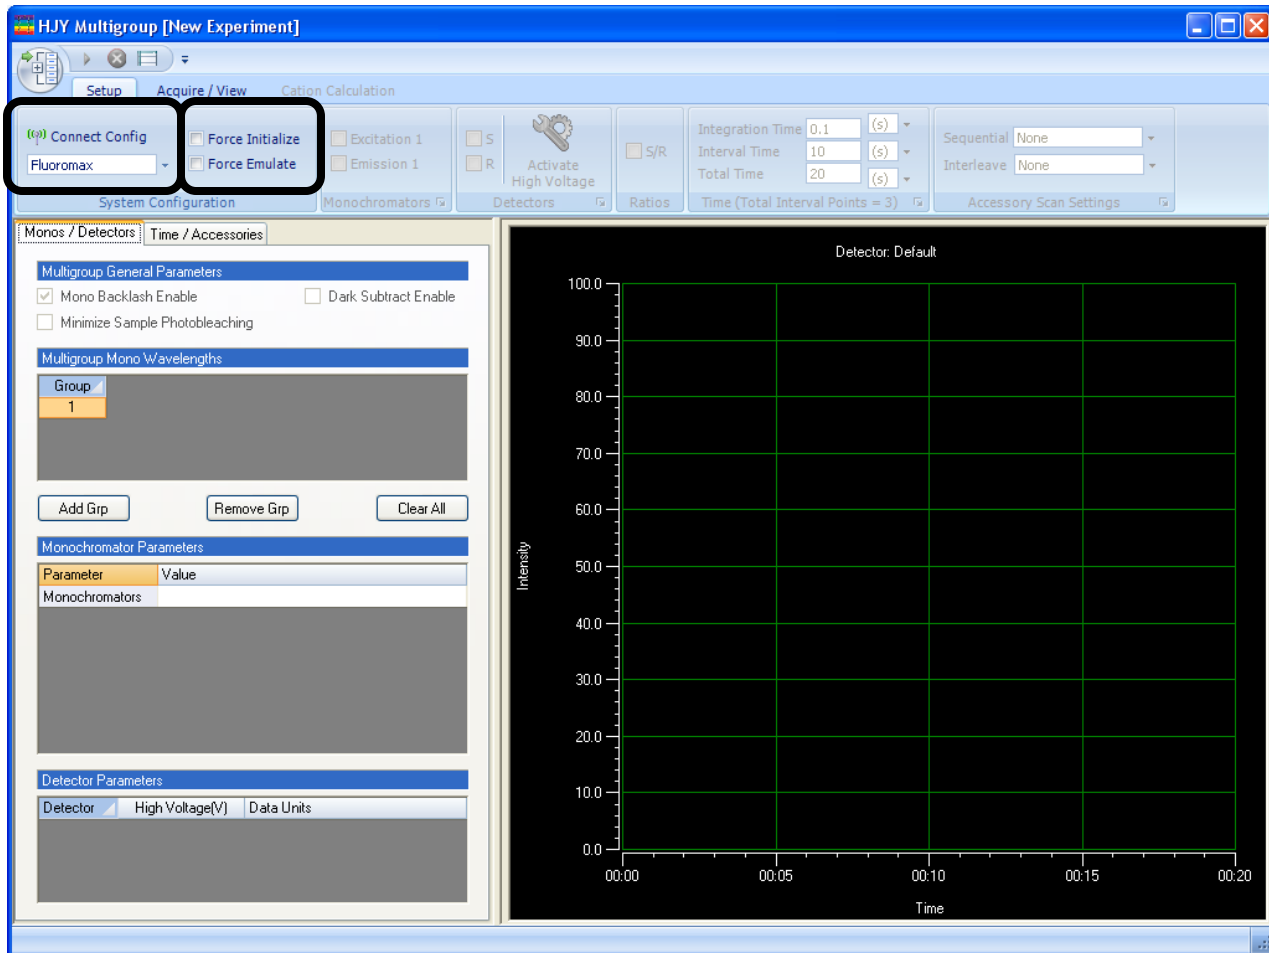 HJY Multigroup [New Experiment]
Setup Acquire / View Cation Calculation
Connect Config
Fluoromax
Force Initialize
Force Emulate
System Configuration
Excitation 1
Emission 1
Monochromators
S
R
Activate
High Voltage
Detectors
S/R
Ratios
Integration Time 0.1 (s)
Interval Time 10 (s)
Total Time 20 (s)
Time (Total Interval Points = 3)
Sequential None
Interleave None
Accessory Scan Settings
Monos / Detectors Time / Accessories
Multigroup General Parameters
Mono Backlash Enable Dark Subtract Enable
Minimize Sample Photobleaching
Multigroup Mono Wavelengths
Group
1
Add Grp Remove Grp Clear All
Monochromator Parameters
Parameter Value
Monochromators
Detector Parameters
Detector High Voltage(V) Data Units
Detector: Default
100.0
90.0
80.0
70.0
60.0
50.0
40.0
30.0
20.0
10.0
0.0
Intensity
00:00 00:05 00:10 00:15 00:20
Time